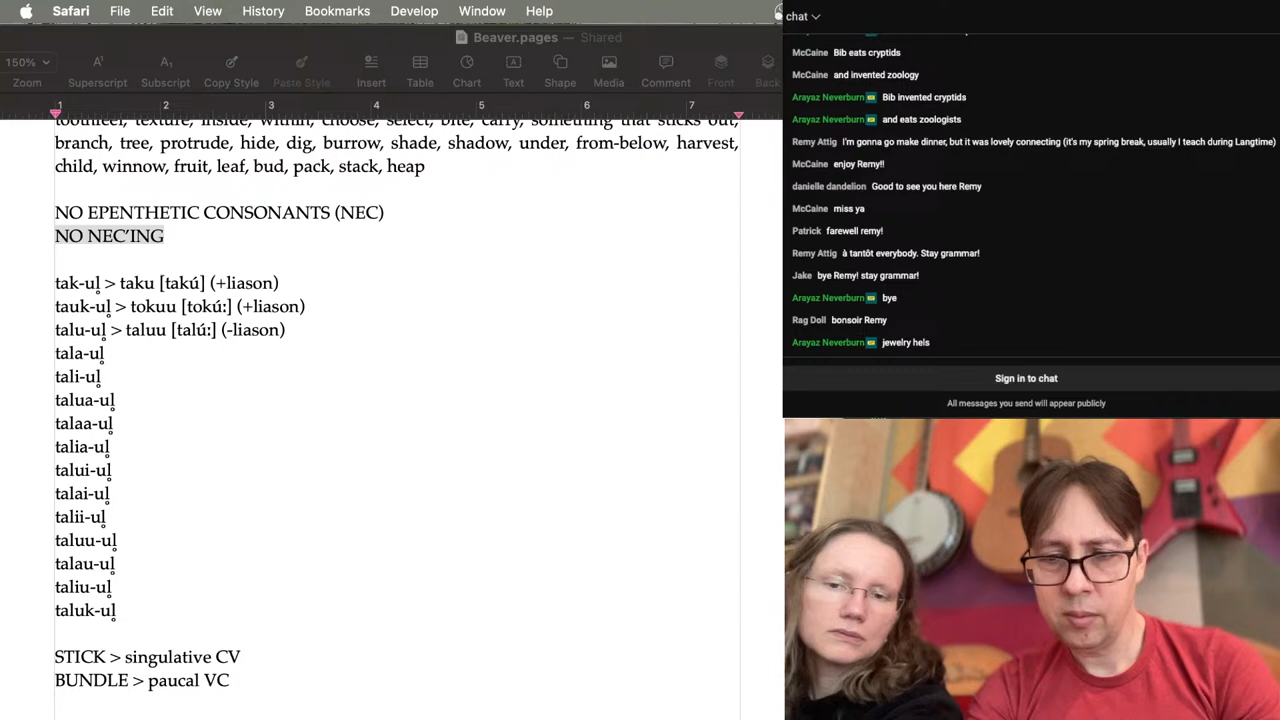 Safari File Edit View History Bookmarks Develop Window Help
Beaver.pages — Shared
150%
Zoom Superscript Subscript Copy Style Paste Style Insert Table Chart Text Shape Media Comment Front Back
1 2 3 4 5 6 7
branch, tree, protrude, hide, dig, burrow, shade, shadow, under, from-below, harvest,
child, winnow, fruit, leaf, bud, pack, stack, heap
NO EPENTHETIC CONSONANTS (NEC)
NO NEC’ING
tak-ul̥ > taku [takú] (+liason)
tauk-ul̥ > tokuu [tokú:] (+liason)
talu-ul̥ > taluu [talú:] (-liason)
tala-ul̥
tali-ul̥
talua-ul̥
talaa-ul̥
talia-ul̥
talui-ul̥
talai-ul̥
talii-ul̥
taluu-ul̥
talau-ul̥
taliu-ul̥
taluk-ul̥
STICK > singulative CV
BUNDLE > paucal VC
chat
McCaine Bib eats cryptids
McCaine and invented zoology
Arayaz Neverburn Bib invented cryptids
Arayaz Neverburn and eats zoologists
Remy Attig I'm gonna go make dinner, but it was lovely connecting (it's my spring break, usually I teach during Langtime)
McCaine enjoy Remy!!
danielle dandelion Good to see you here Remy
McCaine miss ya
Patrick farewell remy!
Remy Attig à tantôt everybody. Stay grammar!
Jake bye Remy! stay grammar!
Arayaz Neverburn bye
Rag Doll bonsoir Remy
Arayaz Neverburn jewelry hels
Sign in to chat
All messages you send will appear publicly